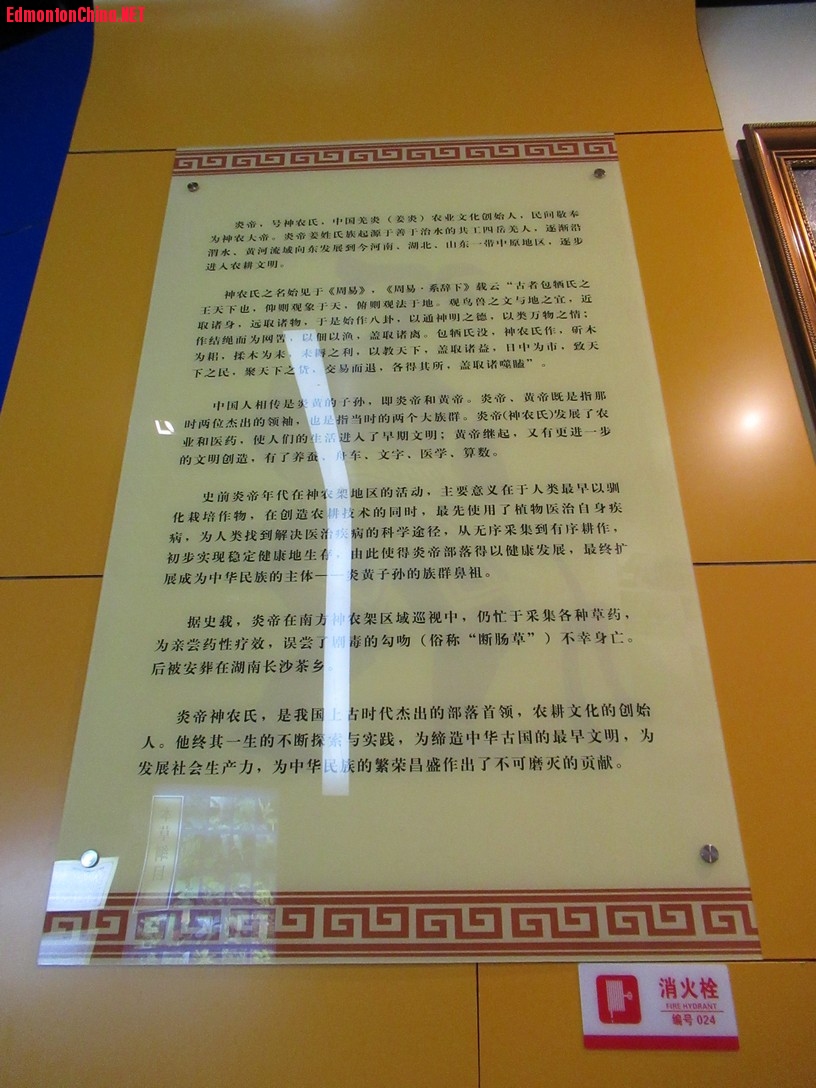 EdmontonChina.NET
炎帝，号神农氏，中国羌炎（姜炎）农业文化创始人，民间敬奉
为神农大帝。炎帝姜姓氏族起源于善于治水的共工四岳羌人，逐渐沿
渭水、黄河流域向东发展到今河南、湖北、山东一带中原地区，逐步
进入农耕文明。
神农氏之名始见于《周易》，《周易·系辞下》载云“古者包牺氏之
王天下也，仰则观象于天，俯则观法于地。观鸟兽之文与地之宜，近
取诸身，远取诸物，于是始作八卦，以通神明之德，以类万物之情；
作结绳而为网罟，以佃以渔，盖取诸离。包牺氏没，神农氏作，斫木
为耜，揉木为耒，耒耨之利，以教天下，盖取诸益，日中为市，致天
下之民，聚天下之货，交易而退，各得其所，盖取诸噬嗑”。
中国人相传是炎黄的子孙，即炎帝和黄帝。炎帝、黄帝既是指那
时两位杰出的领袖，也是指当时的两个大族群。炎帝(神农氏)发展了农
业和医药，使人们的生活进入了早期文明；黄帝继起，又有更进一步
的文明创造，有了养蚕、舟车、文字、医学、算数。
史前炎帝年代在神农架地区的活动，主要意义在于人类最早以驯
化栽培作物，在创造农耕技术的同时，最先使用了植物医治自身疾
病，为人类找到解决医治疾病的科学途径，从无序采集到有序耕作，
初步实现稳定健康地生存，由此使得炎帝部落得以健康发展，最终扩
展成为中华民族的主体——炎黄子孙的族群鼻祖。
据史载，炎帝在南方神农架区域巡视中，仍忙于采集各种草药，
为亲尝药性疗效，误尝了剧毒的勾吻（俗称“断肠草”）不幸身亡。
后被安葬在湖南长沙茶乡。
炎帝神农氏，是我国上古时代杰出的部落首领，农耕文化的创始
人。他终其一生的不断探索与实践，为缔造中华古国的最早文明，为
发展社会生产力，为中华民族的繁荣昌盛作出了不可磨灭的贡献。
消火栓
FIRE HYDRANT
编号 024